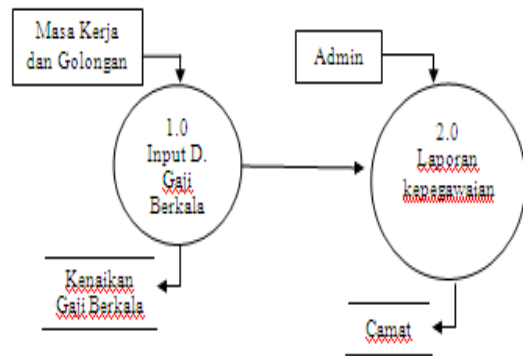 Masa Kerja
dan Golongan
Admin
1.0
Input D.
Gaji
Berkala
2.0
Laporan
kepegawaian
Kenaikan
Gaji Berkala
Camat